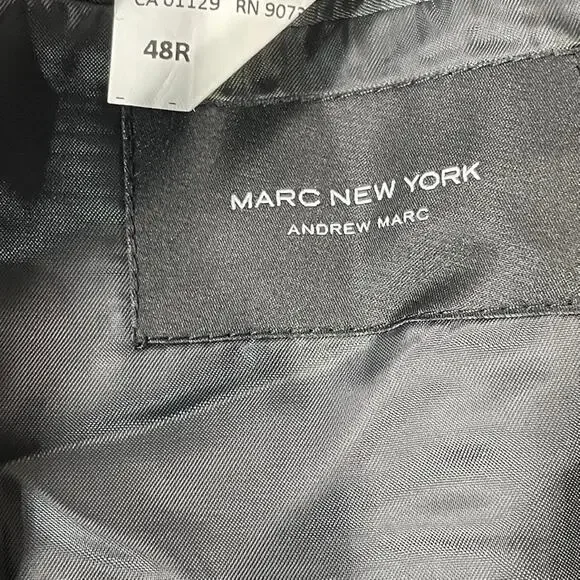 CA 01129 RN 9073
48R
MARC NEW YORK
ANDREW MARC